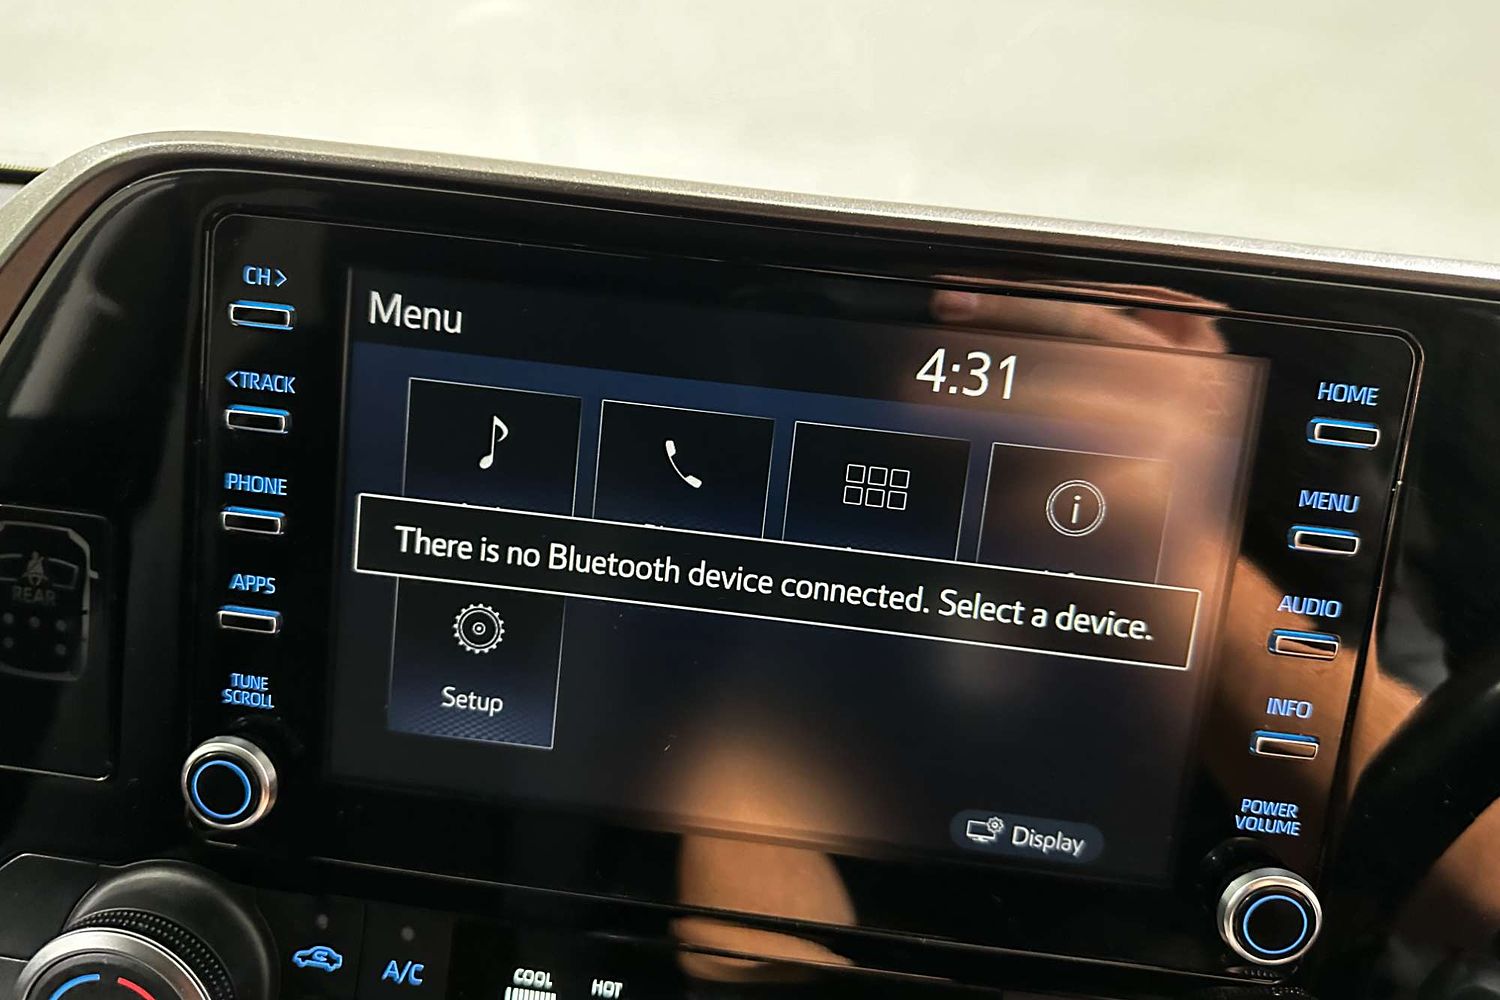 CH >
< TRACK
PHONE
APPS
TUNE
SCROLL
REAR
Menu
4:31
There is no Bluetooth device connected. Select a device.
Setup
Display
HOME
MENU
AUDIO
INFO
POWER
VOLUME
A/C
COOL
HOT